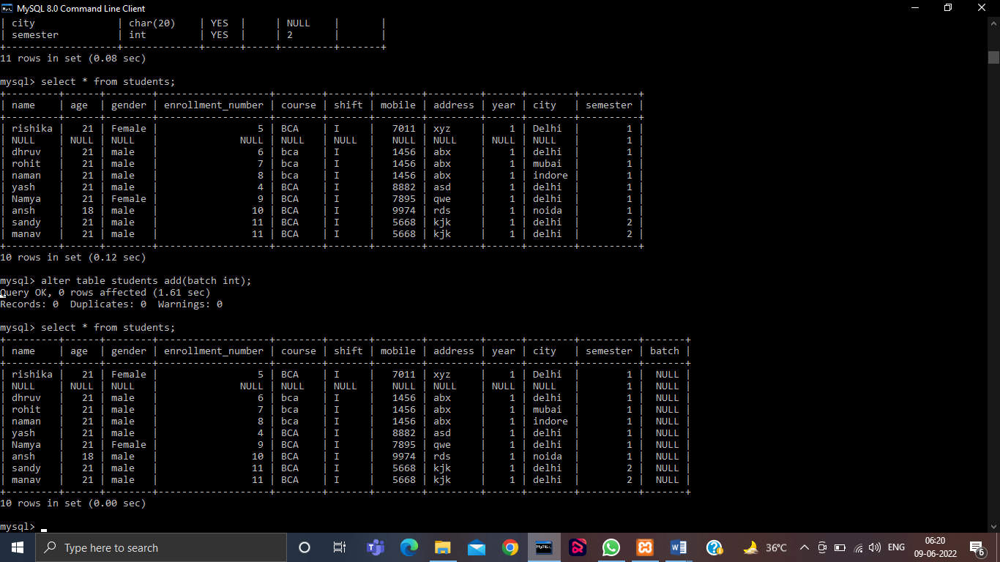 MySQL 8.0 Command Line Client
| city              | char(20)    | YES  |     | NULL    |       |
| semester          | int         | YES  |     | 2       |       |
+-------------------+-------------+------+-----+---------+-------+
11 rows in set (0.08 sec)
mysql> select * from students;
+---------+------+--------+-------------------+--------+-------+--------+---------+------+--------+----------+
| name    | age  | gender | enrollment_number | course | shift | mobile | address | year | city   | semester |
+---------+------+--------+-------------------+--------+-------+--------+---------+------+--------+----------+
| rishika |   21 | Female |                 5 | BCA    | I     |   7011 | xyz     |    1 | Delhi  |        1 |
| NULL    | NULL | NULL   |              NULL | NULL   | NULL  |   NULL | NULL    | NULL | NULL   |        1 |
| dhruv   |   21 | male   |                 6 | bca    | I     |   1456 | abx     |    1 | delhi  |        1 |
| rohit   |   21 | male   |                 7 | bca    | I     |   1456 | abx     |    1 | mubai  |        1 |
| naman   |   21 | male   |                 8 | bca    | I     |   1456 | abx     |    1 | indore |        1 |
| yash    |   21 | male   |                 4 | BCA    | I     |   8882 | asd     |    1 | delhi  |        1 |
| Namya   |   21 | Female |                 9 | BCA    | I     |   7895 | qwe     |    1 | delhi  |        1 |
| ansh    |   18 | male   |                10 | BCA    | I     |   9974 | rds     |    1 | noida  |        1 |
| sandy   |   21 | male   |                11 | BCA    | I     |   5668 | kjk     |    1 | delhi  |        2 |
| manav   |   21 | male   |                11 | BCA    | I     |   5668 | kjk     |    1 | delhi  |        2 |
+---------+------+--------+-------------------+--------+-------+--------+---------+------+--------+----------+
10 rows in set (0.12 sec)
mysql> alter table students add(batch int);
Query OK, 0 rows affected (1.61 sec)
Records: 0  Duplicates: 0  Warnings: 0
mysql> select * from students;
+---------+------+--------+-------------------+--------+-------+--------+---------+------+--------+----------+-------+
| name    | age  | gender | enrollment_number | course | shift | mobile | address | year | city   | semester | batch |
+---------+------+--------+-------------------+--------+-------+--------+---------+------+--------+----------+-------+
| rishika |   21 | Female |                 5 | BCA    | I     |   7011 | xyz     |    1 | Delhi  |        1 |  NULL |
| NULL    | NULL | NULL   |              NULL | NULL   | NULL  |   NULL | NULL    | NULL | NULL   |        1 |  NULL |
| dhruv   |   21 | male   |                 6 | bca    | I     |   1456 | abx     |    1 | delhi  |        1 |  NULL |
| rohit   |   21 | male   |                 7 | bca    | I     |   1456 | abx     |    1 | mubai  |        1 |  NULL |
| naman   |   21 | male   |                 8 | bca    | I     |   1456 | abx     |    1 | indore |        1 |  NULL |
| yash    |   21 | male   |                 4 | BCA    | I     |   8882 | asd     |    1 | delhi  |        1 |  NULL |
| Namya   |   21 | Female |                 9 | BCA    | I     |   7895 | qwe     |    1 | delhi  |        1 |  NULL |
| ansh    |   18 | male   |                10 | BCA    | I     |   9974 | rds     |    1 | noida  |        1 |  NULL |
| sandy   |   21 | male   |                11 | BCA    | I     |   5668 | kjk     |    1 | delhi  |        2 |  NULL |
| manav   |   21 | male   |                11 | BCA    | I     |   5668 | kjk     |    1 | delhi  |        2 |  NULL |
+---------+------+--------+-------------------+--------+-------+--------+---------+------+--------+----------+-------+
10 rows in set (0.00 sec)
mysql>
Type here to search
36°C
ENG
06:20
09-06-2022
6